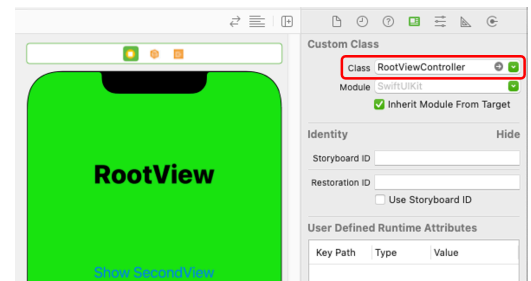 Custom Class
Class RootViewController
Module SwiftUIKit
Inherit Module From Target
Identity Hide
Storyboard ID
Restoration ID
Use Storyboard ID
User Defined Runtime Attributes
Key Path Type Value
RootView
Show SecondView